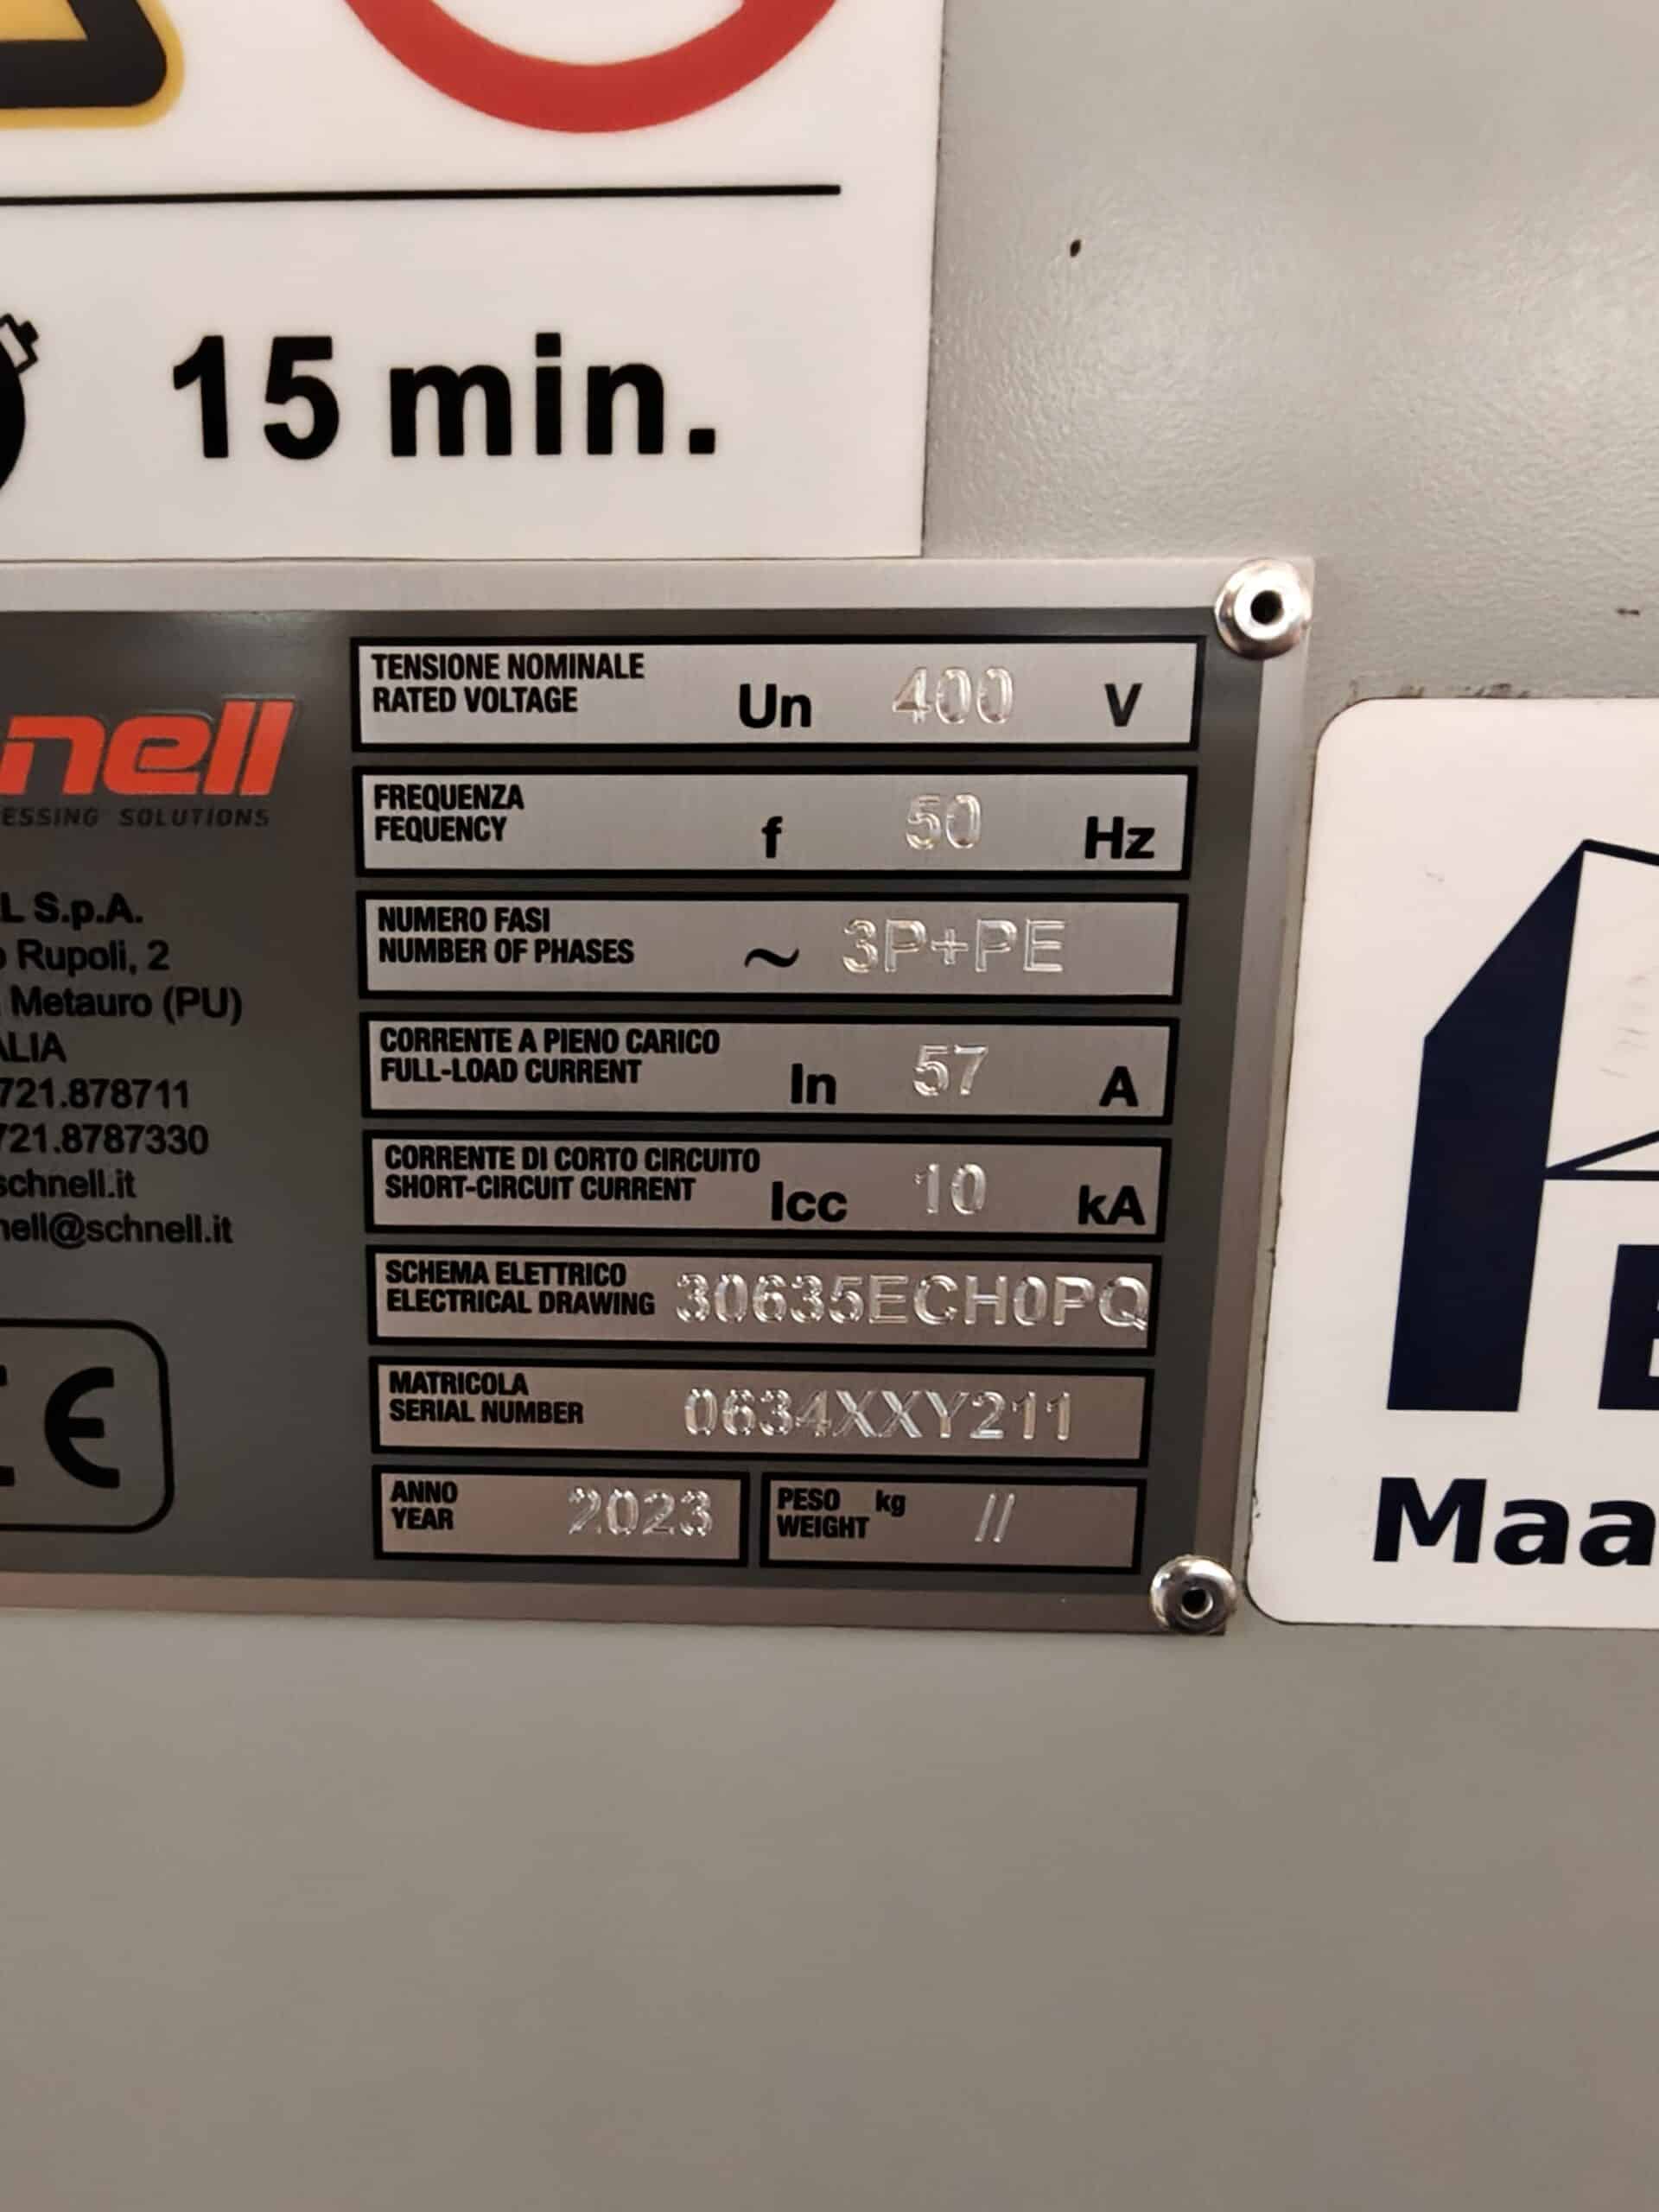 15 min.
nell
ESSING SOLUTIONS
L S.p.A.
Rupoli, 2
Metauro (PU)
ALIA
721.878711
721.8787330
schnell.it
nell@schnell.it
CE
TENSIONE NOMINALE
RATED VOLTAGE Un 400 V
FREQUENZA
FEQUENCY f 50 Hz
NUMERO FASI
NUMBER OF PHASES ~ 3P+PE
CORRENTE A PIENO CARICO
FULL-LOAD CURRENT In 57 A
CORRENTE DI CORTO CIRCUITO
SHORT-CIRCUIT CURRENT Icc 10 kA
SCHEMA ELETTRICO
ELECTRICAL DRAWING 30635ECH0PQ
MATRICOLA
SERIAL NUMBER 0634XXY211
ANNO
YEAR 2023
PESO kg
WEIGHT //
Maa